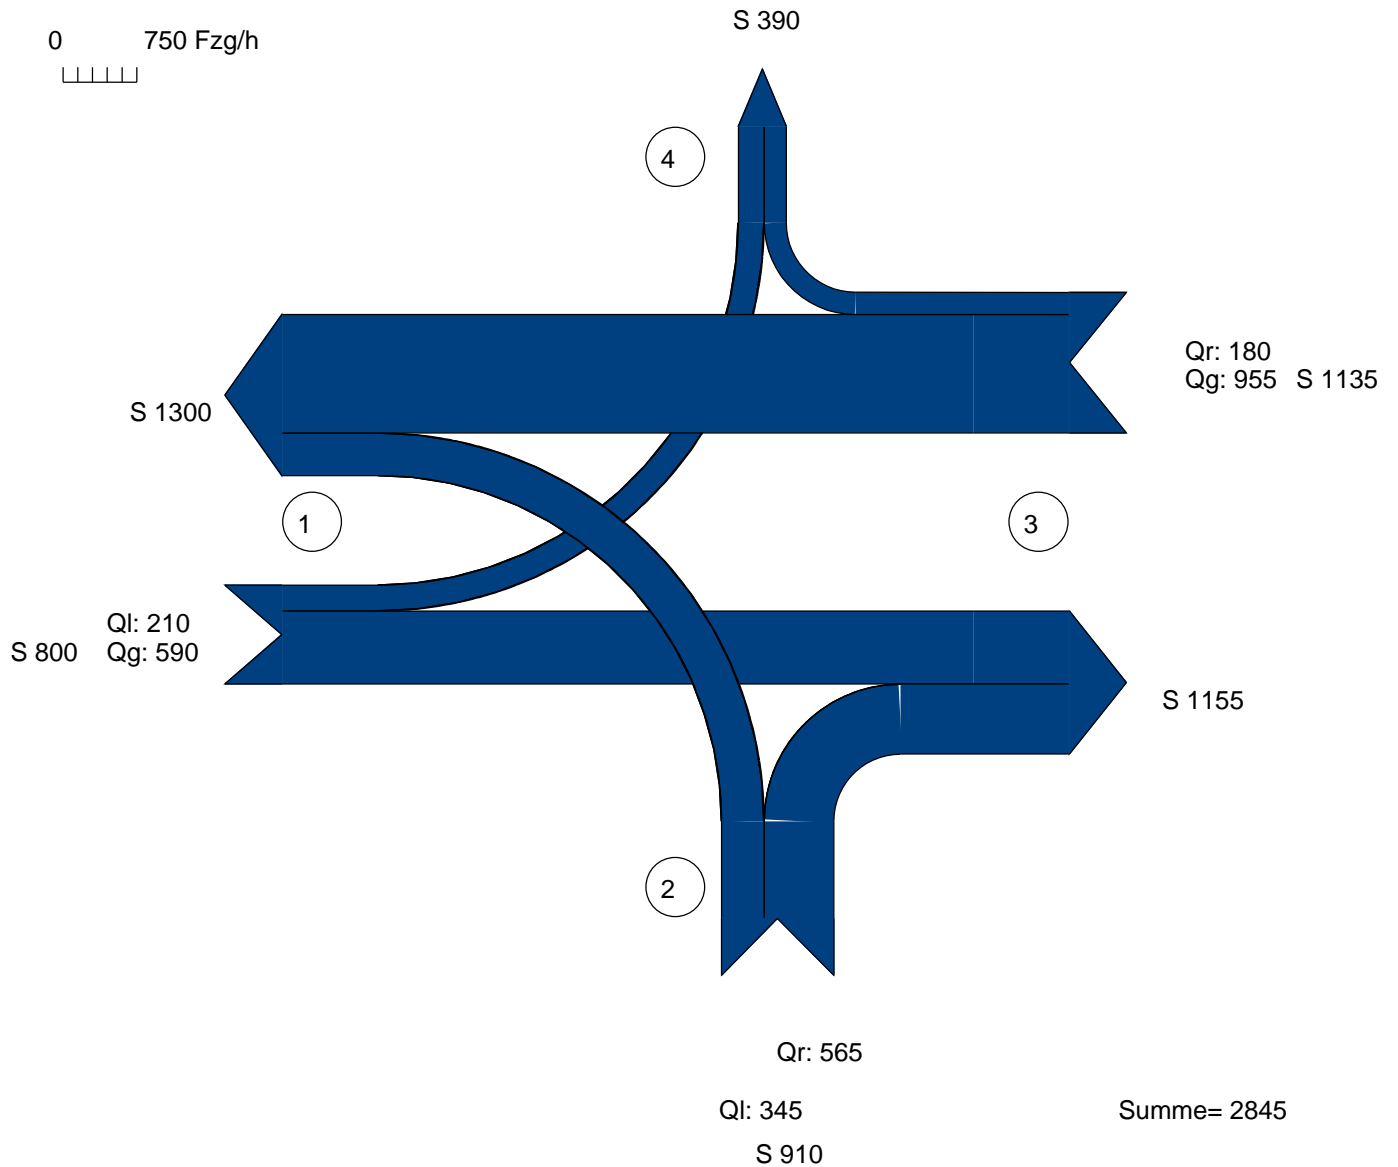 S 390
0 750 Fzg/h
4
Qr: 180
Qg: 955 S 1135
S 1300
1
3
Ql: 210
S 800 Qg: 590
S 1155
2
Qr: 565
Ql: 345
Summe= 2845
S 910